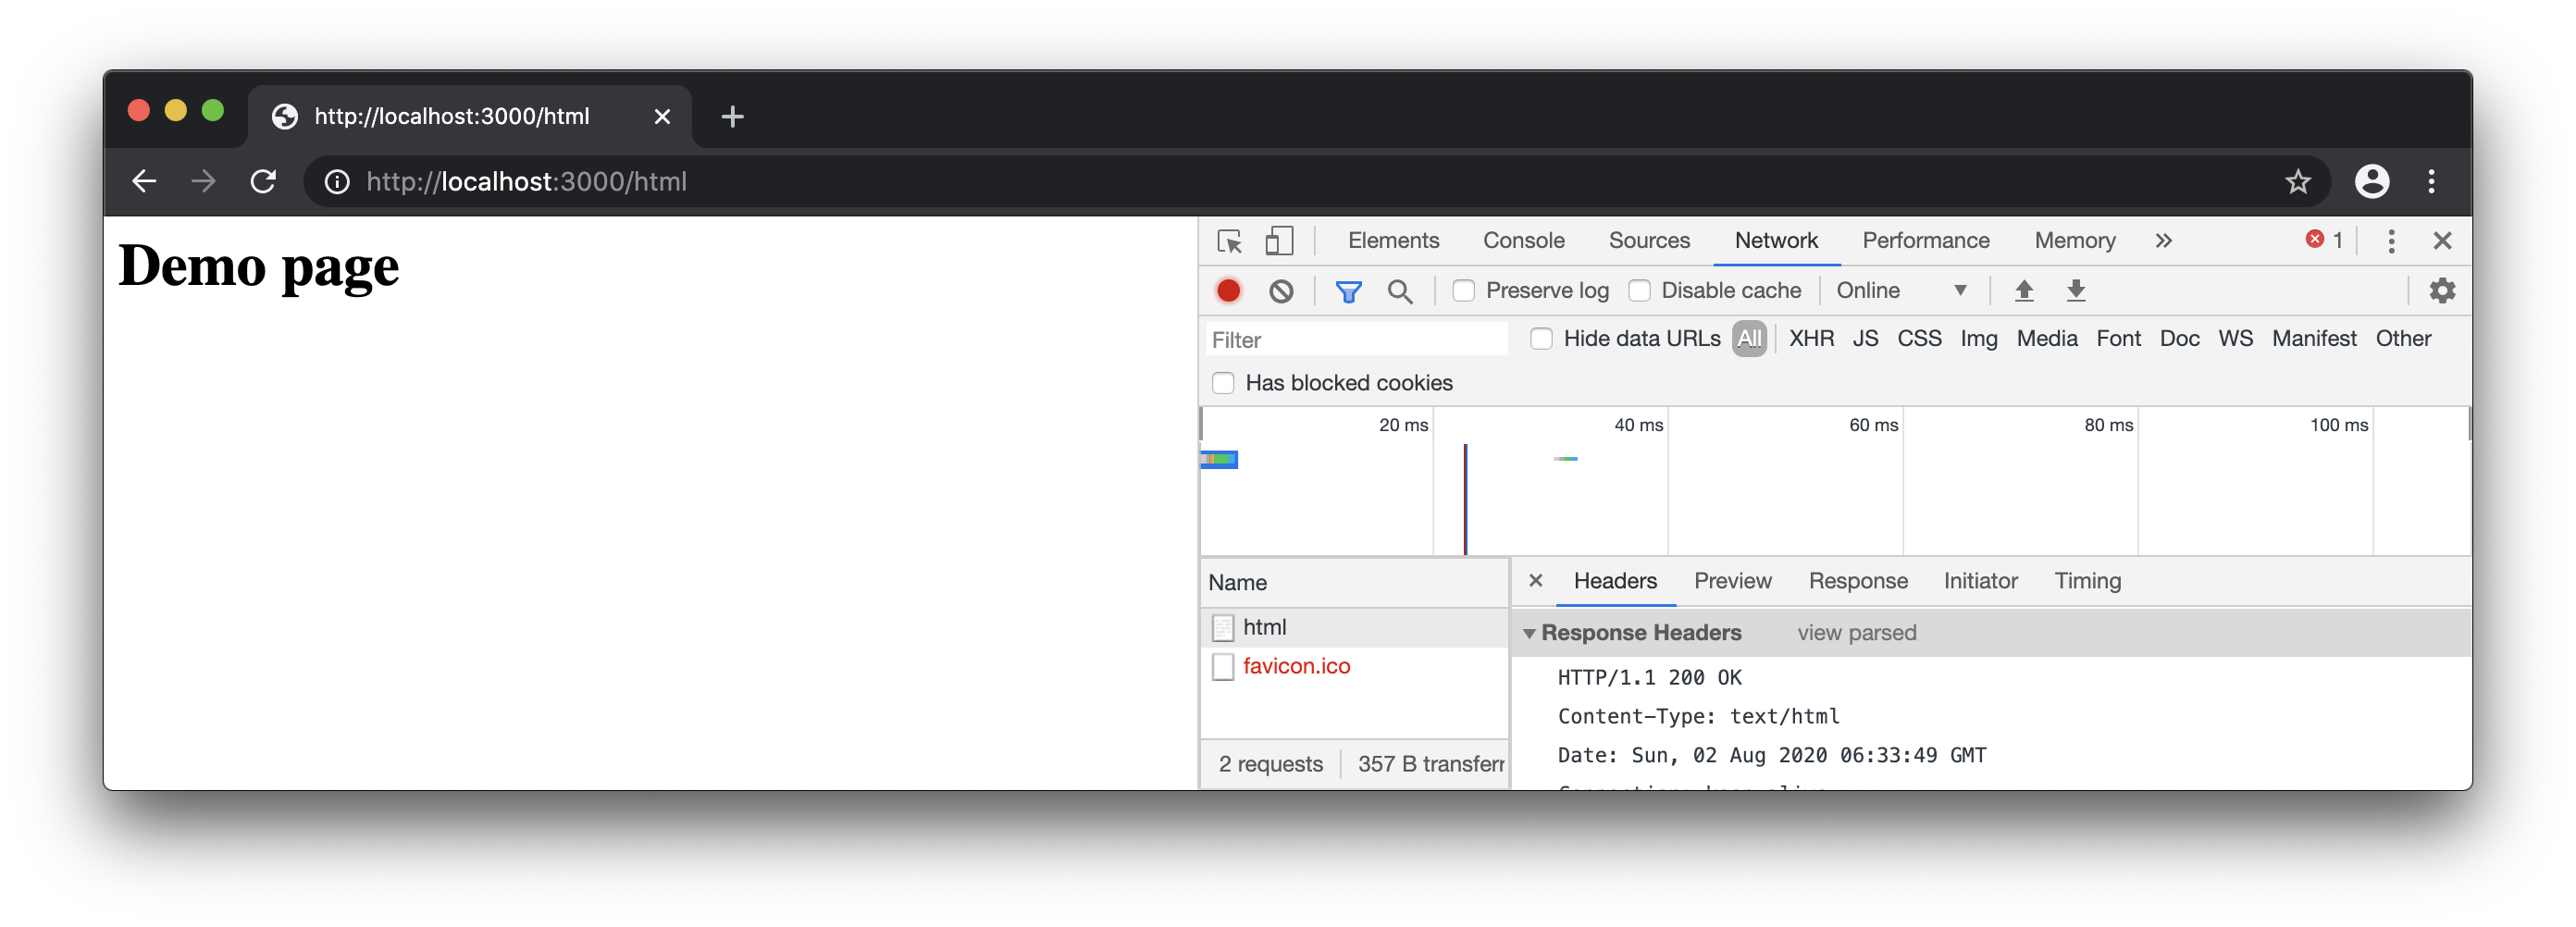 http://localhost:3000/html
http://localhost:3000/html
Demo page
Elements Console Sources Network Performance Memory 1
Preserve log Disable cache Online
Filter Hide data URLs All XHR JS CSS Img Media Font Doc WS Manifest Other
Has blocked cookies
20 ms 40 ms 60 ms 80 ms 100 ms
Name
html
favicon.ico
2 requests 357 B transferr
Headers Preview Response Initiator Timing
Response Headers view parsed
HTTP/1.1 200 OK
Content-Type: text/html
Date: Sun, 02 Aug 2020 06:33:49 GMT